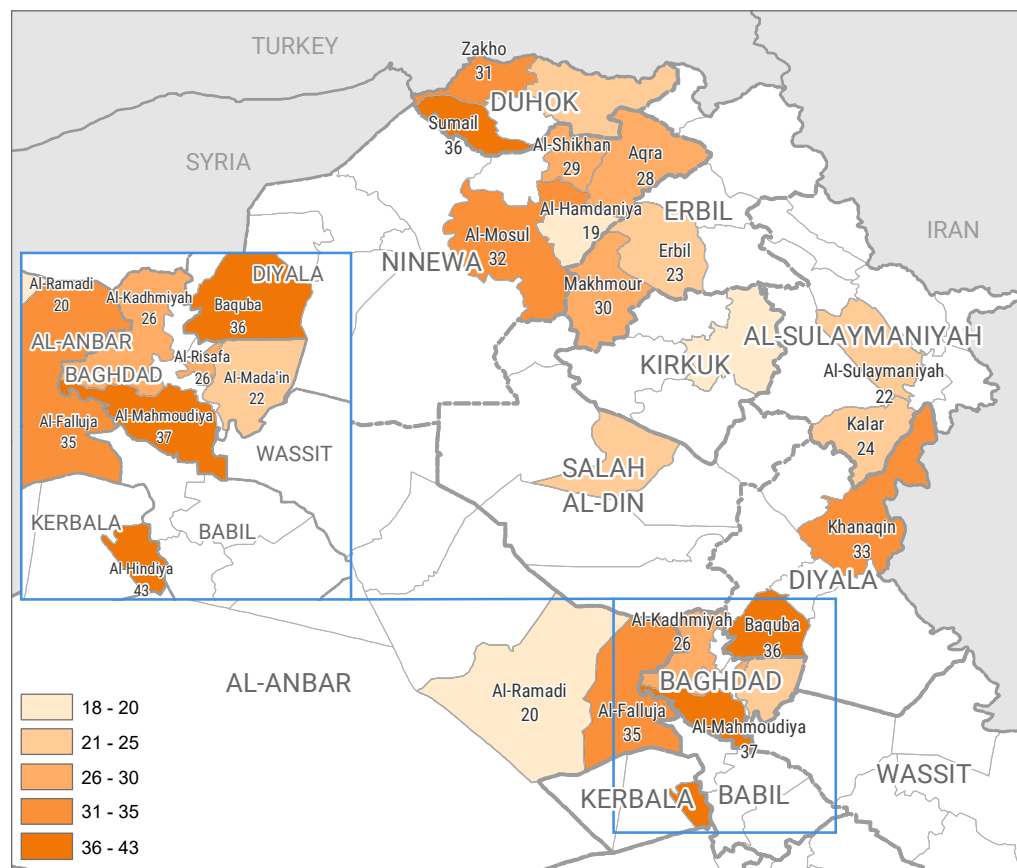 TURKEY
Zakho
31
DUHOK
Sumail
36
Al-Shikhan
29
Aqra
28
SYRIA
Al-Hamdaniya
19
ERBIL
IRAN
Al-Mosul
32
NINEWA
Erbil
23
Makhmour
30
AL-SULAYMANIYAH
KIRKUK
Al-Sulaymaniyah
22
Kalar
24
SALAH
AL-DIN
Khanaqin
33
DIYALA
DIYALA
Al-Ramadi
20
Al-Kadhmiyah
26
Baquba
36
AL-ANBAR
Al-Risafa
26
BAGHDAD
Al-Mada'in
22
Al-Falluja
35
Al-Mahmoudiya
37
WASSIT
KERBALA
BABIL
Al-Hindiya
43
Al-Kadhmiyah
26
Baquba
36
AL-ANBAR
Al-Ramadi
20
BAGHDAD
Al-Falluja
35
Al-Mahmoudiya
37
WASSIT
KERBALA
BABIL
18 - 20
21 - 25
26 - 30
31 - 35
36 - 43